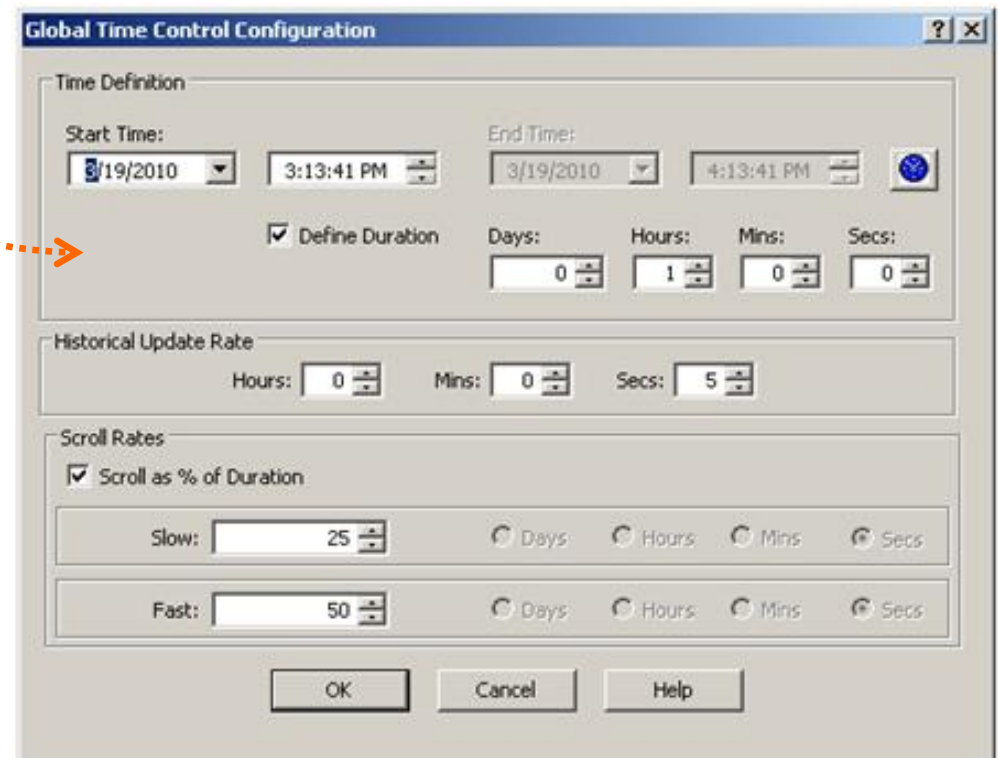 Global Time Control Configuration
Time Definition
Start Time: End Time:
3/19/2010 3:13:41 PM 3/19/2010 4:13:41 PM
Define Duration Days: Hours: Mins: Secs:
0 1 0 0
Historical Update Rate
Hours: 0 Mins: 0 Secs: 5
Scroll Rates
Scroll as % of Duration
Slow: 25 Days Hours Mins Secs
Fast: 50 Days Hours Mins Secs
OK Cancel Help